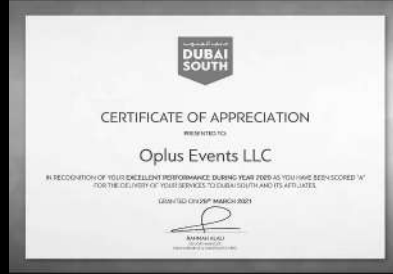 DUBAI
SOUTH
CERTIFICATE OF APPRECIATION
PRESENTED TO
Oplus Events LLC
IN RECOGNITION OF YOUR EXCELLENT PERFORMANCE DURING YEAR 2020 AS YOU HAVE BEEN SCORED "A"
FOR THE DELIVERY OF YOUR SERVICES TO DUBAI SOUTH AND ITS AFFILIATES.
GRANTED ON 25th MARCH 2021